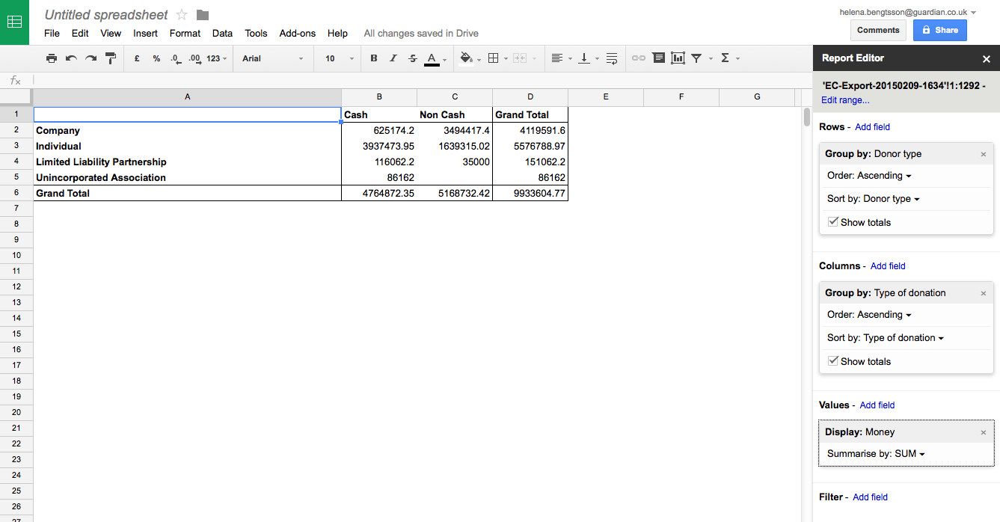 Untitled spreadsheet
helena.bengtsson@guardian.co.uk
File Edit View Insert Format Data Tools Add-ons Help All changes saved in Drive
Comments Share
£ % .0 .00 123 Arial 10 B I S A Σ
Report Editor ×
fx
'EC-Export-20150209-1634'!1:1292 -
Edit range...
A B C D E F G
1 Cash Non Cash Grand Total
2 Company 625174.2 3494417.4 4119591.6
3 Individual 3937473.95 1639315.02 5576788.97
4 Limited Liability Partnership 116062.2 35000 151062.2
5 Unincorporated Association 86162 86162
6 Grand Total 4764872.35 5168732.42 9933604.77
7
8
9
10
11
12
13
14
15
16
17
18
19
20
21
22
23
24
25
26
27
Rows - Add field
Group by: Donor type ×
Order: Ascending
Sort by: Donor type
Show totals
Columns - Add field
Group by: Type of donation ×
Order: Ascending
Sort by: Type of donation
Show totals
Values - Add field
Display: Money ×
Summarise by: SUM
Filter - Add field